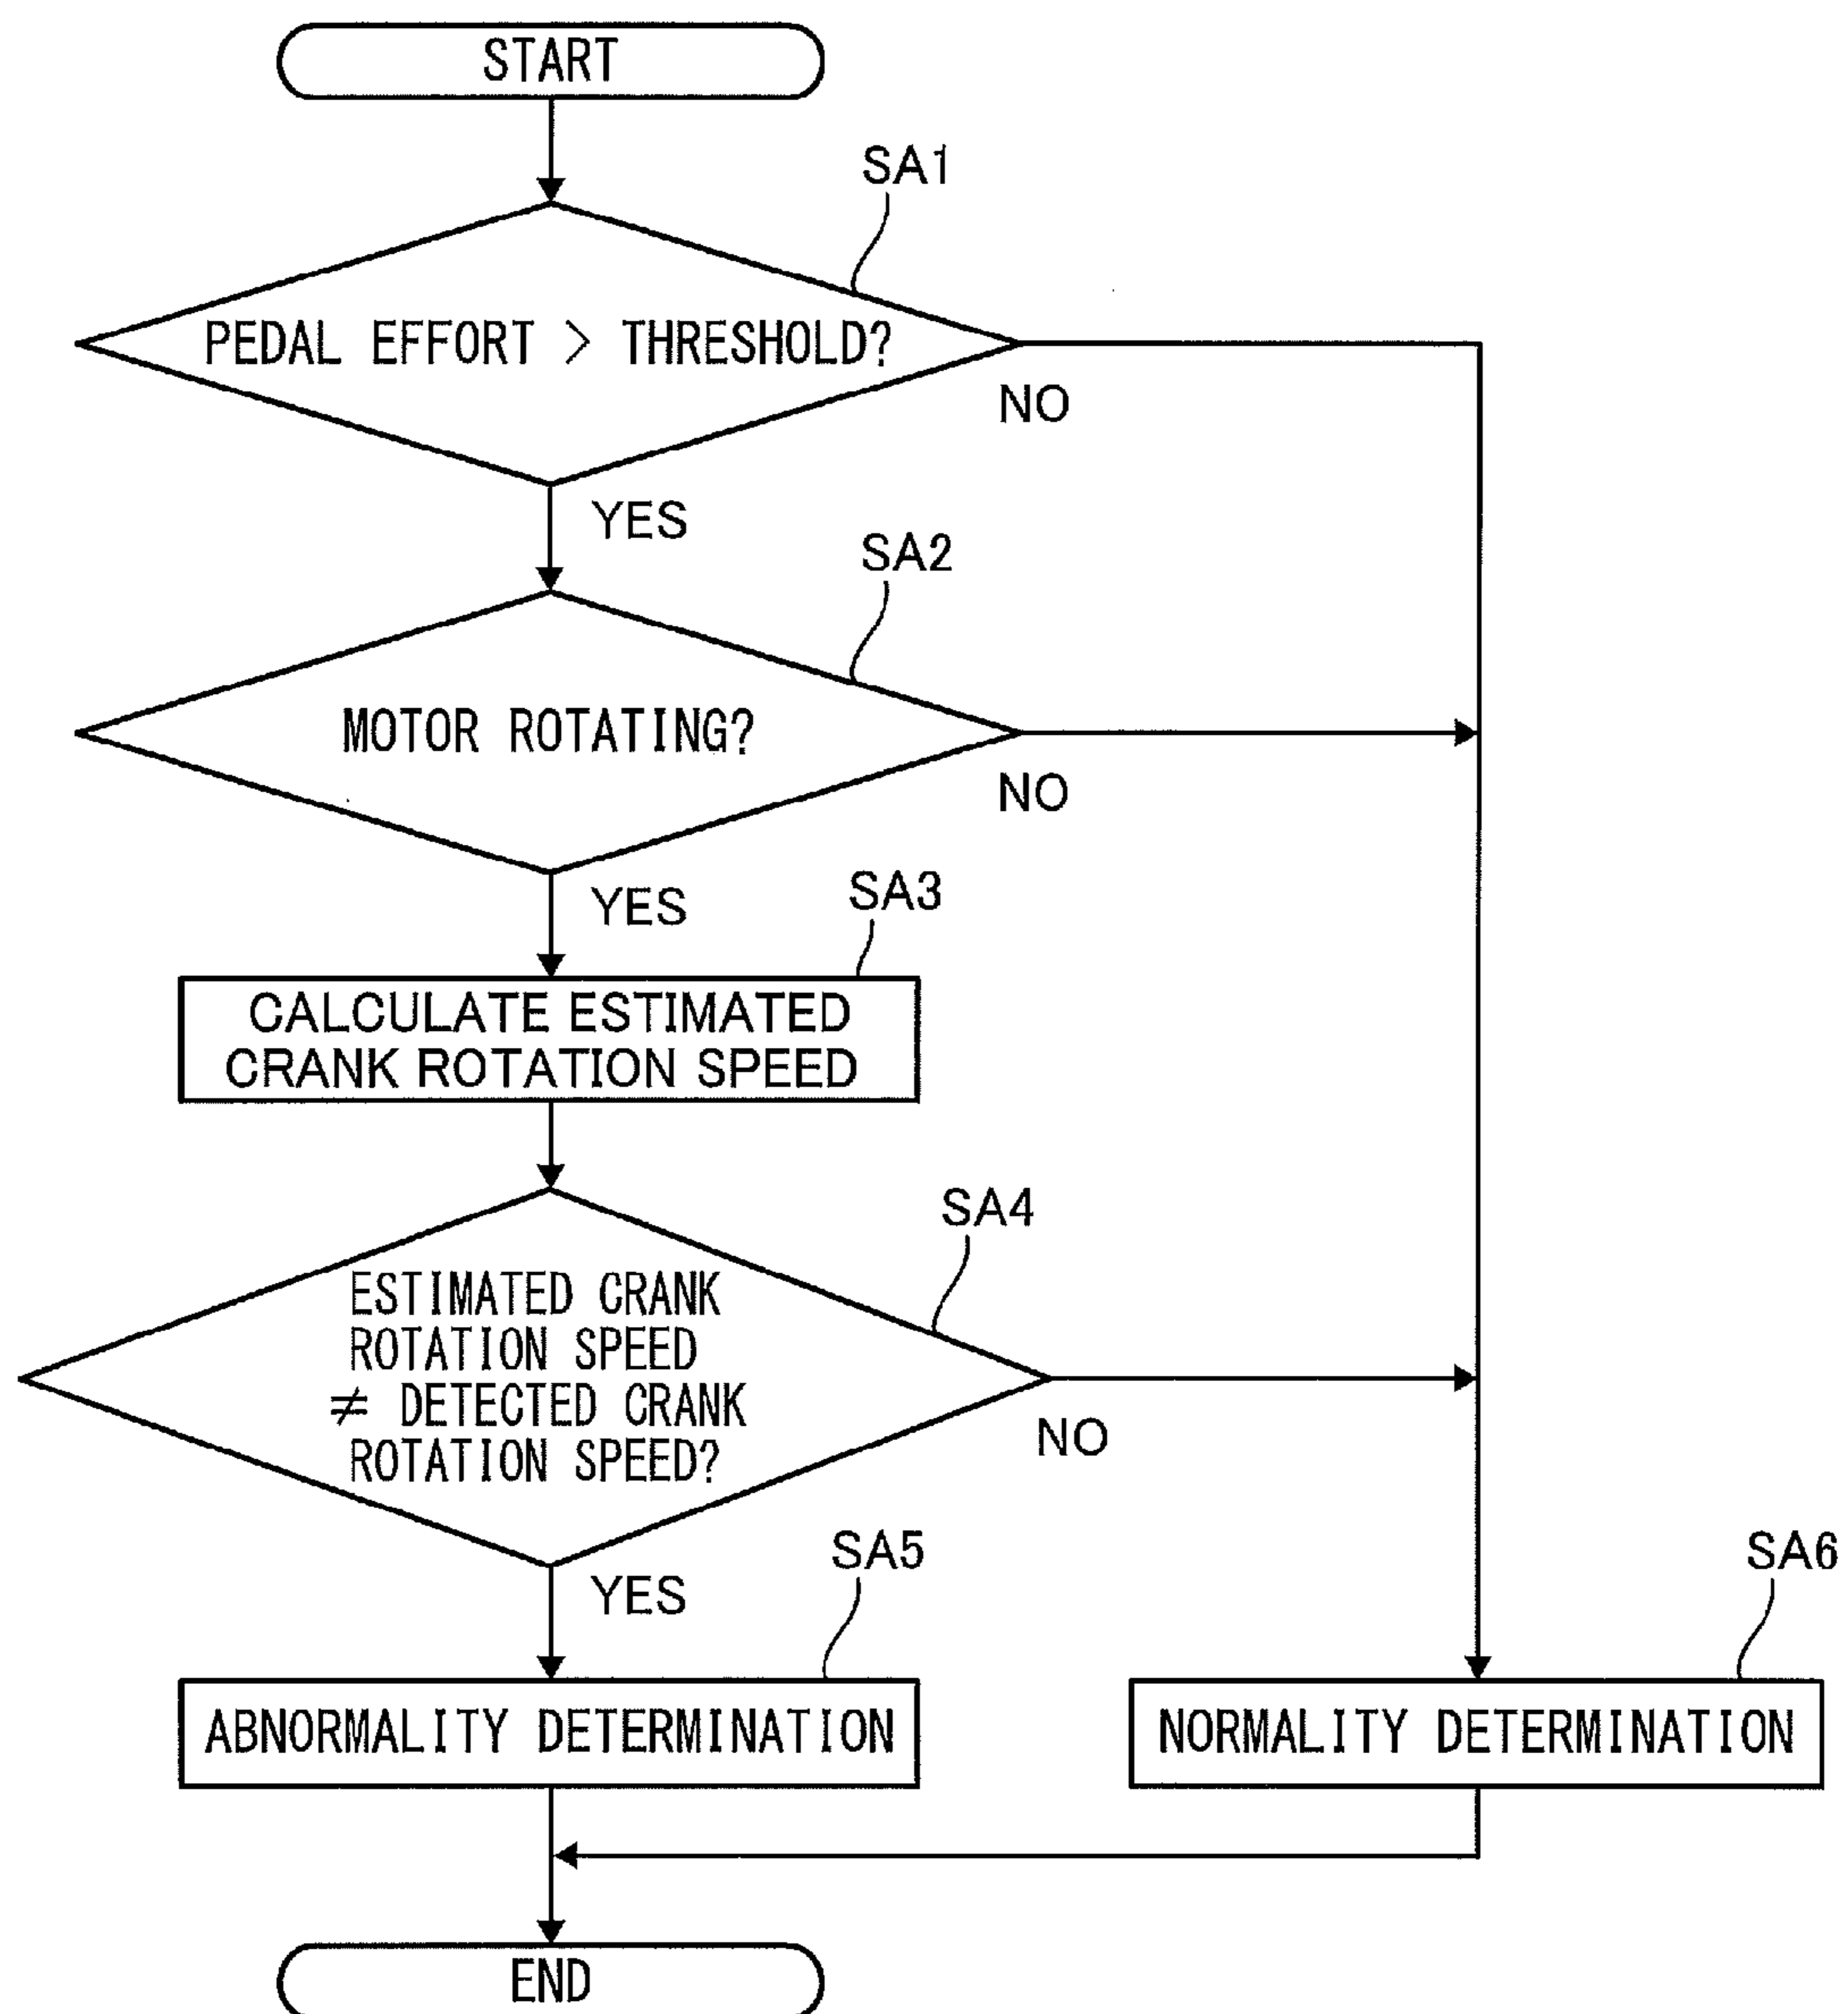 START
SA1
PEDAL EFFORT > THRESHOLD?
NO
YES
SA2
MOTOR ROTATING?
NO
YES
SA3
CALCULATE ESTIMATED
CRANK ROTATION SPEED
SA4
ESTIMATED CRANK
ROTATION SPEED
≠ DETECTED CRANK
ROTATION SPEED?
NO
YES
SA5
SA6
ABNORMALITY DETERMINATION
NORMALITY DETERMINATION
END